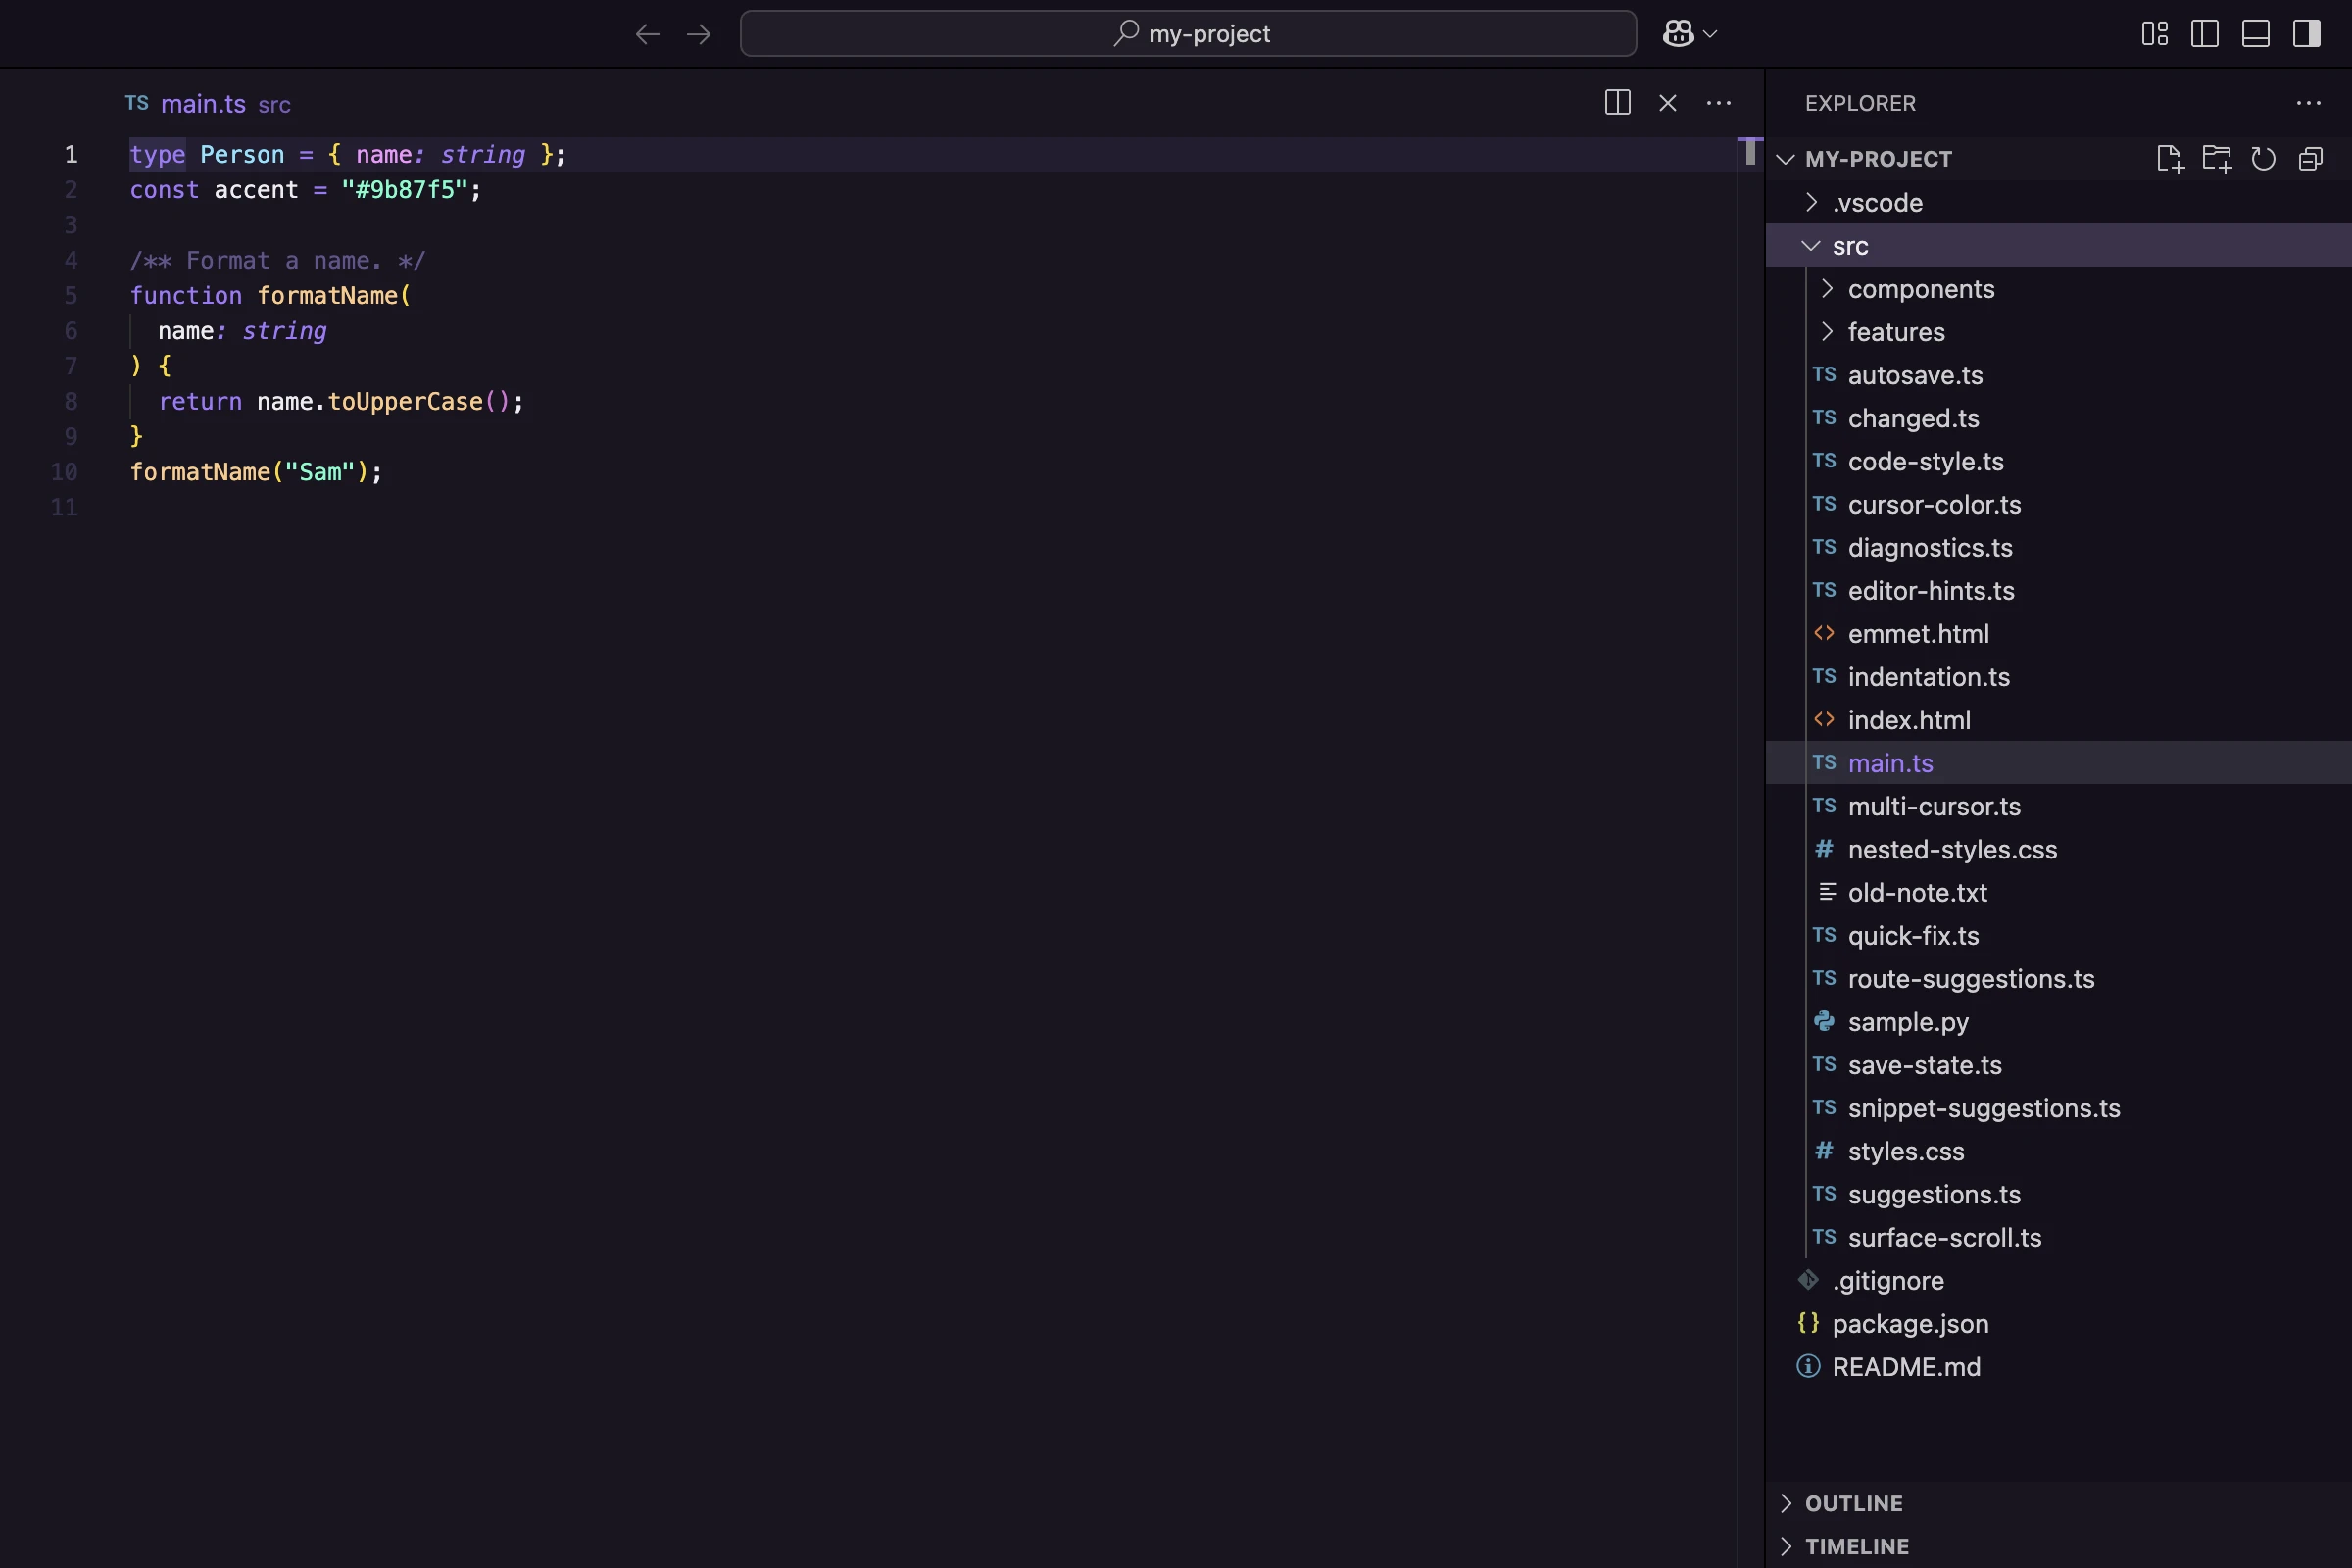 my-project
TS main.ts src
1 type Person = { name: string };
2 const accent = "#9b87f5";
3
4 /** Format a name. */
5 function formatName(
6 name: string
7 ) {
8 return name.toUpperCase();
9 }
10 formatName("Sam");
11
EXPLORER
MY-PROJECT
.vscode
src
components
features
TS autosave.ts
TS changed.ts
TS code-style.ts
TS cursor-color.ts
TS diagnostics.ts
TS editor-hints.ts
<> emmet.html
TS indentation.ts
<> index.html
TS main.ts
TS multi-cursor.ts
# nested-styles.css
old-note.txt
TS quick-fix.ts
TS route-suggestions.ts
sample.py
TS save-state.ts
TS snippet-suggestions.ts
# styles.css
TS suggestions.ts
TS surface-scroll.ts
.gitignore
{} package.json
README.md
OUTLINE
TIMELINE